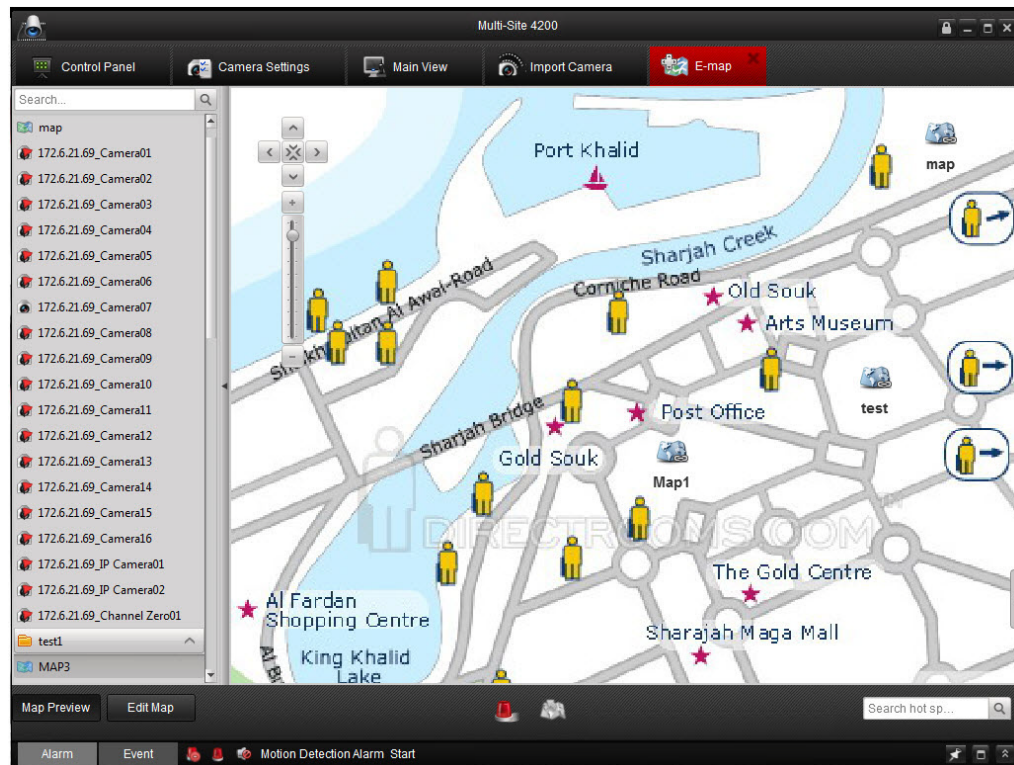 Multi-Site 4200
Control Panel
Camera Settings
Main View
Import Camera
E-map
Search...
map
172.6.21.69_Camera01
172.6.21.69_Camera02
172.6.21.69_Camera03
172.6.21.69_Camera04
172.6.21.69_Camera05
172.6.21.69_Camera06
172.6.21.69_Camera07
172.6.21.69_Camera08
172.6.21.69_Camera09
172.6.21.69_Camera10
172.6.21.69_Camera11
172.6.21.69_Camera12
172.6.21.69_Camera13
172.6.21.69_Camera14
172.6.21.69_Camera15
172.6.21.69_Camera16
172.6.21.69_IP Camera01
172.6.21.69_IP Camera02
172.6.21.69_Channel Zero01
test1
MAP3
Port Khalid
map
Sharjah Creek
Al Awal-Road
Corniche Road
Old Souk
Arts Museum
test
Sharjah Bridge
Post Office
Gold Souk
Map1
DIRECTROOMS.COM
The Gold Centre
Al Fardan
Shopping Centre
Sharajah Maga Mall
King Khalid
Lake
Map Preview
Edit Map
Search hot sp...
Alarm
Event
Motion Detection Alarm Start